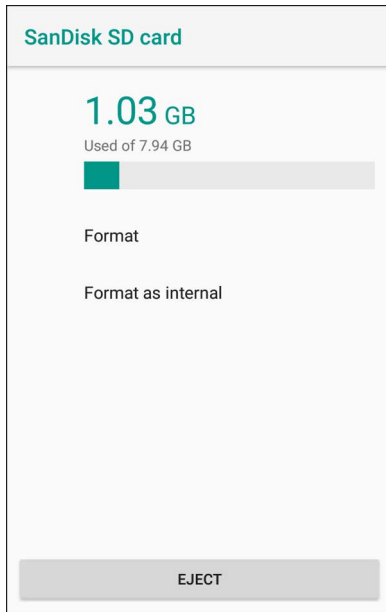 SanDisk SD card
1.03 GB
Used of 7.94 GB
Format
Format as internal
EJECT